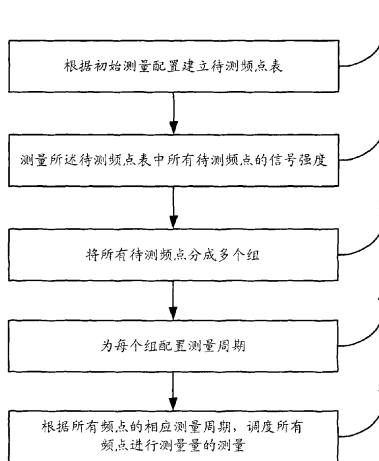 根据初始测量配置建立待测频点表
测量所述待测频点表中所有待测频点的信号强度
将所有待测频点分成多个组
为每个组配置测量周期
根据所有频点的相应测量周期，调度所有
频点进行测量量的测量